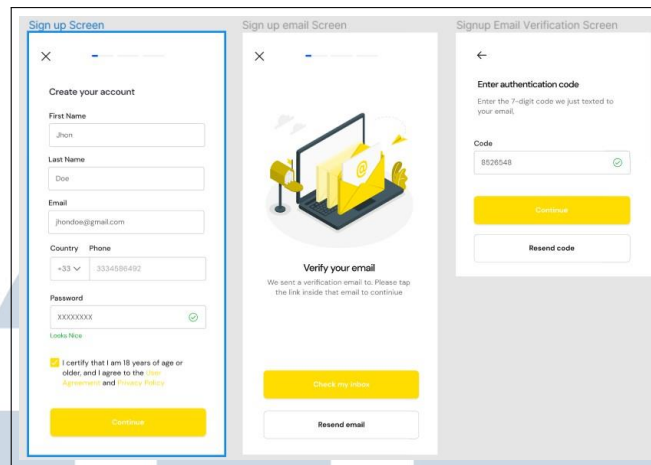 Sign up Screen
Create your account
First Name
Jhon
Last Name
Doe
Email
jhondoe@gmail.com
Country Phone
+33 3334586492
Password
XXXXXXXX
Looks Nice
I certify that I am 18 years of age or
older, and I agree to the User
Agreement and Privacy Policy
Continue
Sign up email Screen
@
Verify your email
We sent a verification email to. Please tap
the link inside that email to continiue
Check my inbox
Resend email
Signup Email Verification Screen
Enter authentication code
Enter the 7-digit code we just texted to
your email,
Code
8526548
Continue
Resend code